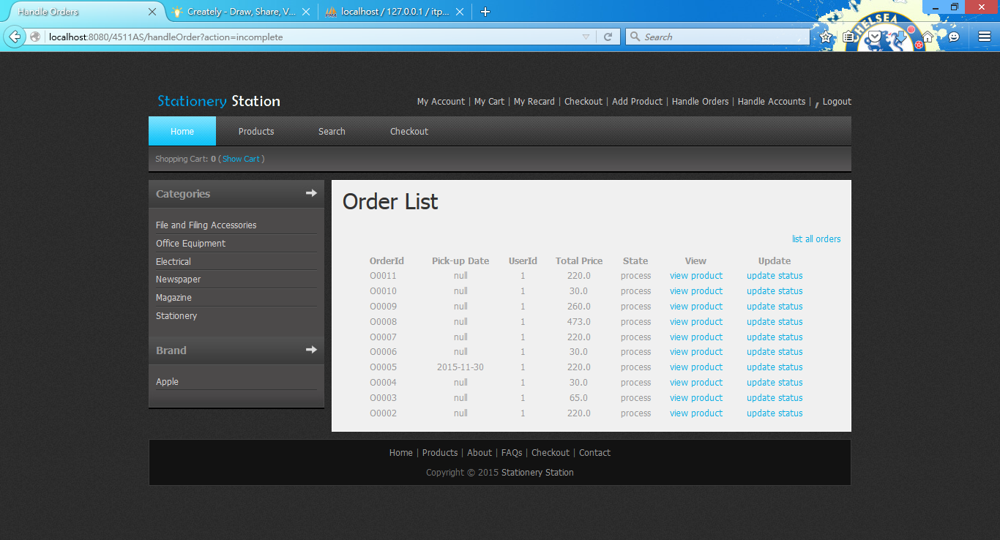 Handle Orders
Creately - Draw, Share, V...
localhost / 127.0.0.1 / itp...
localhost:8080/4511AS/handleOrder?action=incomplete
Search
CHELSEA
Stationery Station
My Account | My Cart | My Recard | Checkout | Add Product | Handle Orders | Handle Accounts | , Logout
Home Products Search Checkout
Shopping Cart: 0 ( Show Cart )
Categories
File and Filing Accessories
Office Equipment
Electrical
Newspaper
Magazine
Stationery
Brand
Apple
Order List
list all orders
OrderId Pick-up Date UserId Total Price State View Update
O0011 null 1 220.0 process view product update status
O0010 null 1 30.0 process view product update status
O0009 null 1 260.0 process view product update status
O0008 null 1 473.0 process view product update status
O0007 null 1 220.0 process view product update status
O0006 null 1 30.0 process view product update status
O0005 2015-11-30 1 220.0 process view product update status
O0004 null 1 30.0 process view product update status
O0003 null 1 65.0 process view product update status
O0002 null 1 220.0 process view product update status
Home | Products | About | FAQs | Checkout | Contact
Copyright © 2015 Stationery Station